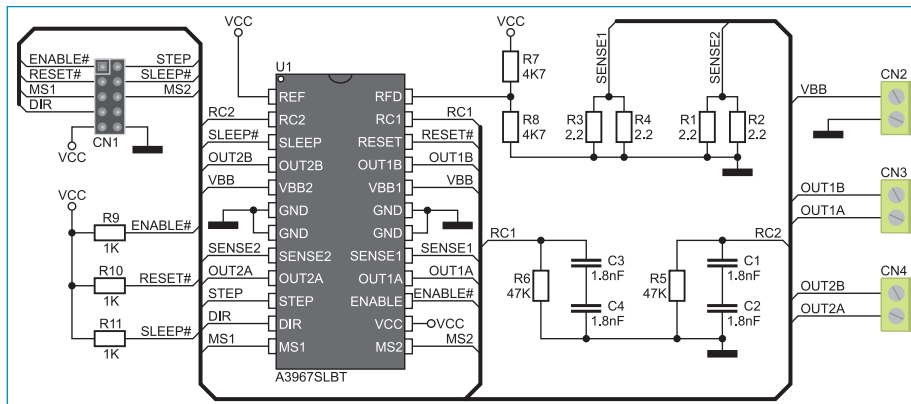 ENABLE#
RESET#
MS1
DIR
STEP
SLEEP#
MS2
CN1
VCC
VCC
R9
1K
ENABLE#
R10
1K
RESET#
R11
1K
SLEEP#
VCC
U1
RC2
SLEEP#
OUT2B
VBB
SENSE2
OUT2A
STEP
DIR
MS1
REF
RC2
SLEEP
OUT2B
VBB2
GND
GND
SENSE2
OUT2A
STEP
DIR
MS1
RFD
RC1
RESET
OUT1B
VBB1
GND
GND
SENSE1
OUT1A
ENABLE
VCC
MS2
A3967SLBT
RC1
RESET#
OUT1B
VBB
SENSE1
OUT1A
ENABLE#
VCC
MS2
VCC
R7
4K7
R8
4K7
SENSE1
SENSE2
R3
2,2
R4
2.2
R1
2,2
R2
2.2
RC1
R6
47K
C3
1.8nF
C4
1.8nF
RC2
R5
47K
C1
1.8nF
C2
1.8nF
VBB
CN2
OUT1B
OUT1A
CN3
OUT2B
OUT2A
CN4